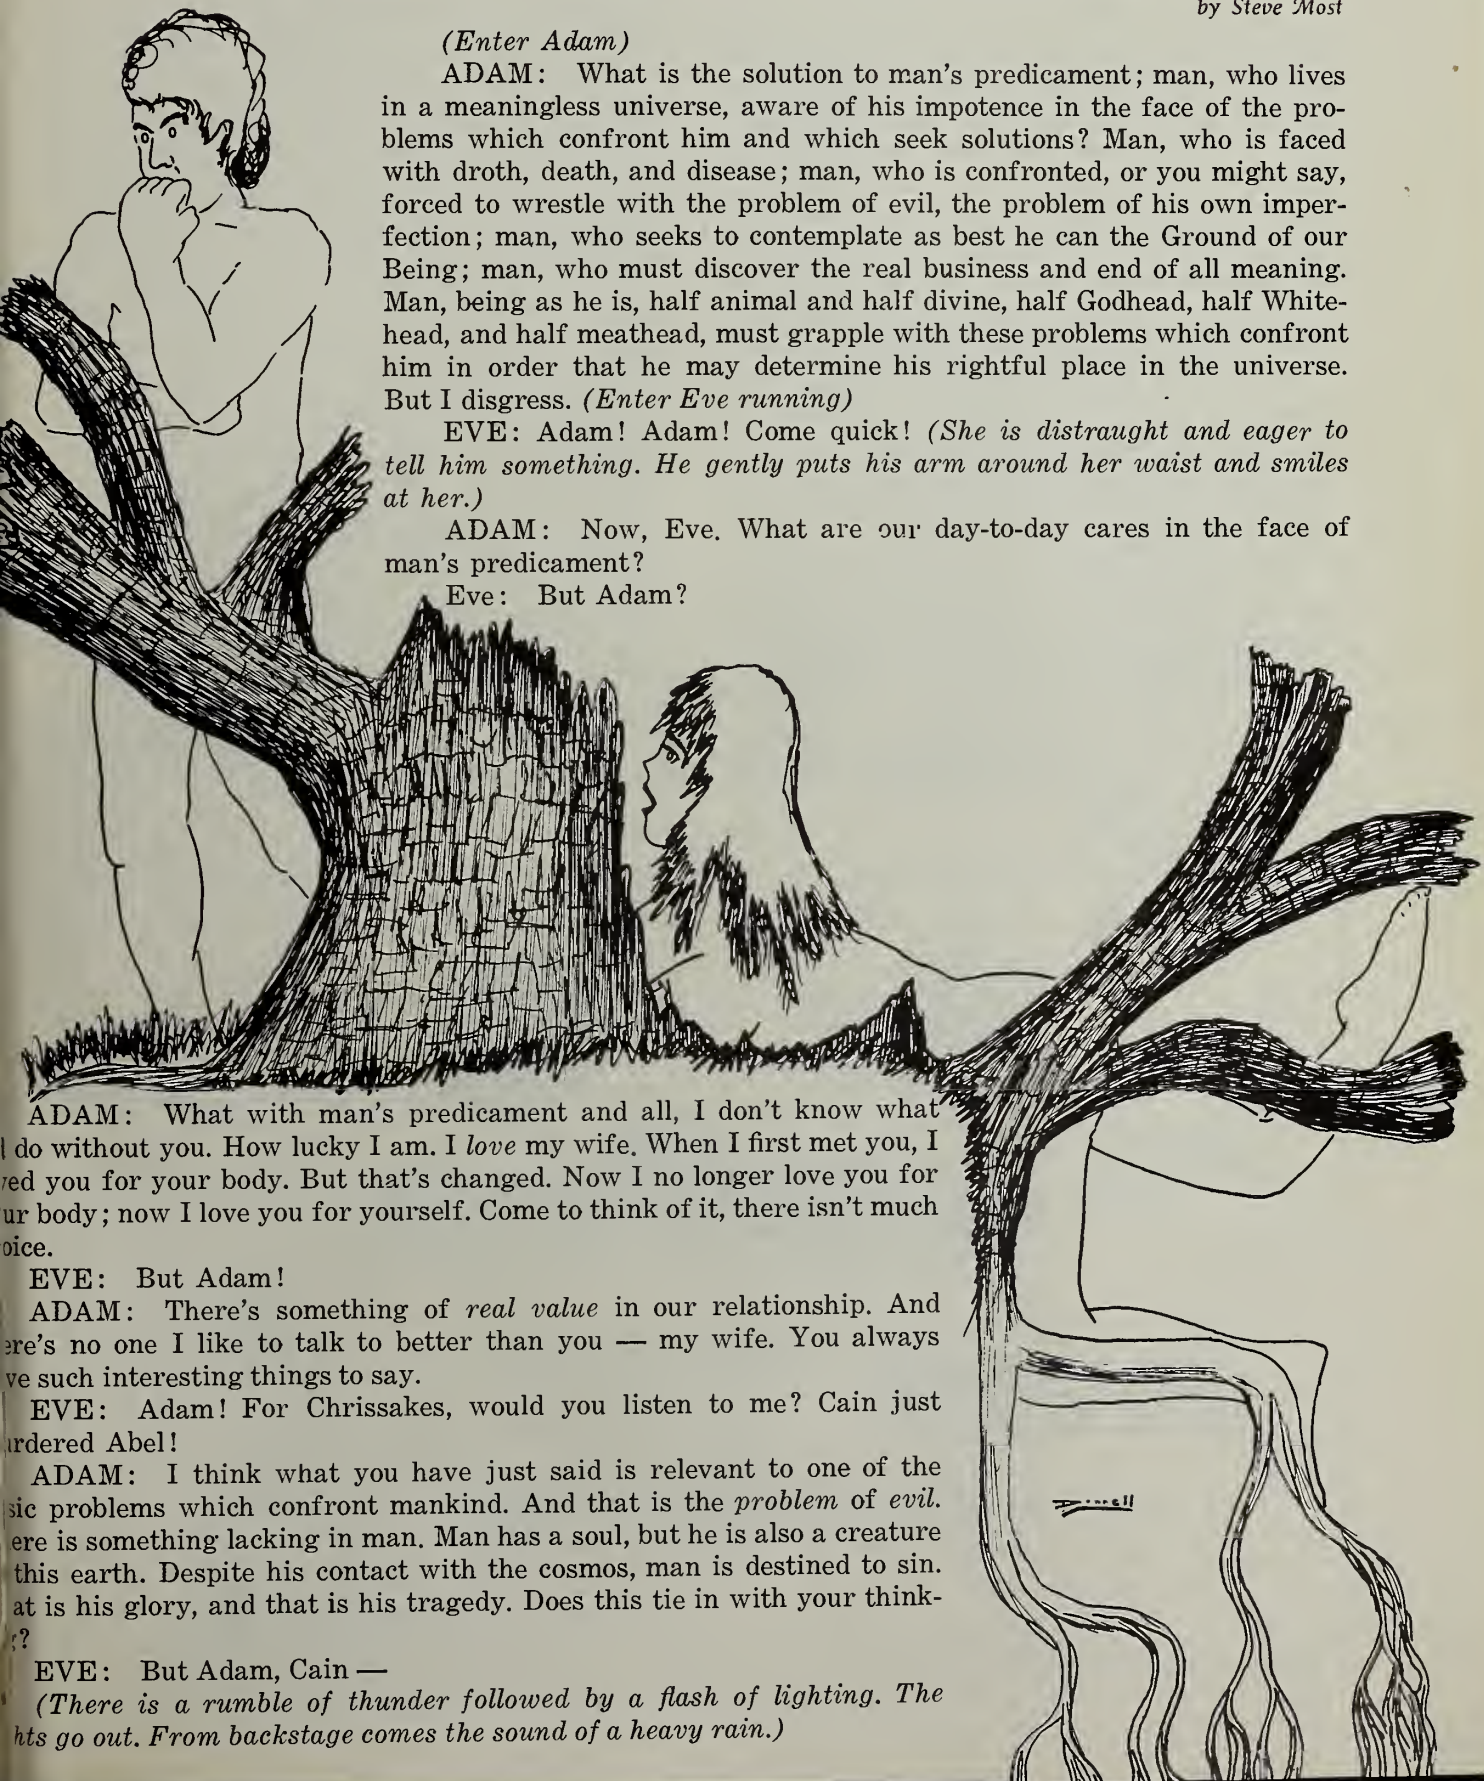 by Steve Most
(Enter Adam)
ADAM: What is the solution to man's predicament; man, who lives
in a meaningless universe, aware of his impotence in the face of the pro-
blems which confront him and which seek solutions? Man, who is faced
with droth, death, and disease; man, who is confronted, or you might say,
forced to wrestle with the problem of evil, the problem of his own imper-
fection; man, who seeks to contemplate as best he can the Ground of our
Being; man, who must discover the real business and end of all meaning.
Man, being as he is, half animal and half divine, half Godhead, half White-
head, and half meathead, must grapple with these problems which confront
him in order that he may determine his rightful place in the universe.
But I disgress. (Enter Eve running)
EVE: Adam! Adam! Come quick! (She is distraught and eager to
tell him something. He gently puts his arm around her waist and smiles
at her.)
ADAM: Now, Eve. What are our day-to-day cares in the face of
man's predicament?
Eve: But Adam?
ADAM: What with man's predicament and all, I don't know what
do without you. How lucky I am. I love my wife. When I first met you, I
ved you for your body. But that's changed. Now I no longer love you for
ur body; now I love you for yourself. Come to think of it, there isn't much
oice.
EVE: But Adam!
ADAM: There's something of real value in our relationship. And
ere's no one I like to talk to better than you — my wife. You always
ve such interesting things to say.
EVE: Adam! For Chrissakes, would you listen to me? Cain just
rdered Abel!
ADAM: I think what you have just said is relevant to one of the
sic problems which confront mankind. And that is the problem of evil.
ere is something lacking in man. Man has a soul, but he is also a creature
this earth. Despite his contact with the cosmos, man is destined to sin.
at is his glory, and that is his tragedy. Does this tie in with your think-
g?
EVE: But Adam, Cain —
(There is a rumble of thunder followed by a flash of lighting. The
hts go out. From backstage comes the sound of a heavy rain.)